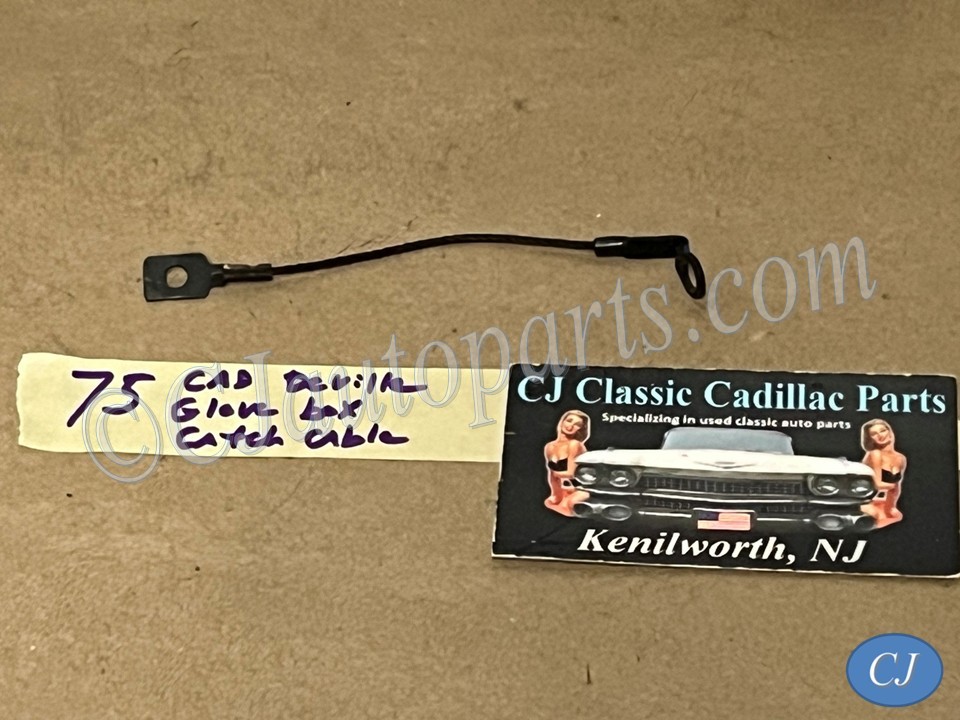 75 CAD Deville
Glove box
Catch cable
©CJautoparts.com
CJ Classic Cadillac Parts
Specializing in used classic auto parts
Kenilworth, NJ
CJ